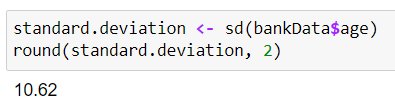 standard.deviation <- sd(bankData$age)
round(standard.deviation, 2)
10.62